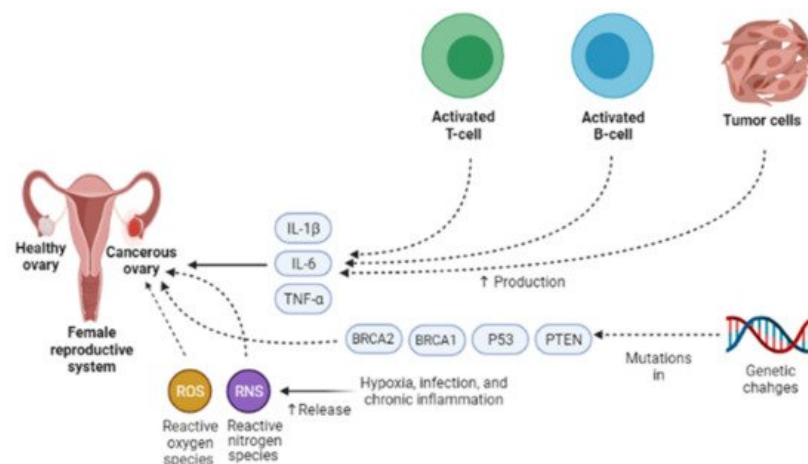 Activated
T-cell
Activated
B-cell
Tumor cells
Healthy
ovary
Cancerous
ovary
Female
reproductive
system
IL-1β
IL-6
TNF-α
↑ Production
BRCA2
BRCA1
P53
PTEN
Mutations
in
Genetic
chahges
ROS
RNS
↑Release
Hypoxia, infection, and
chronic inflammation
Reactive
oxygen
species
Reactive
nitrogen
species